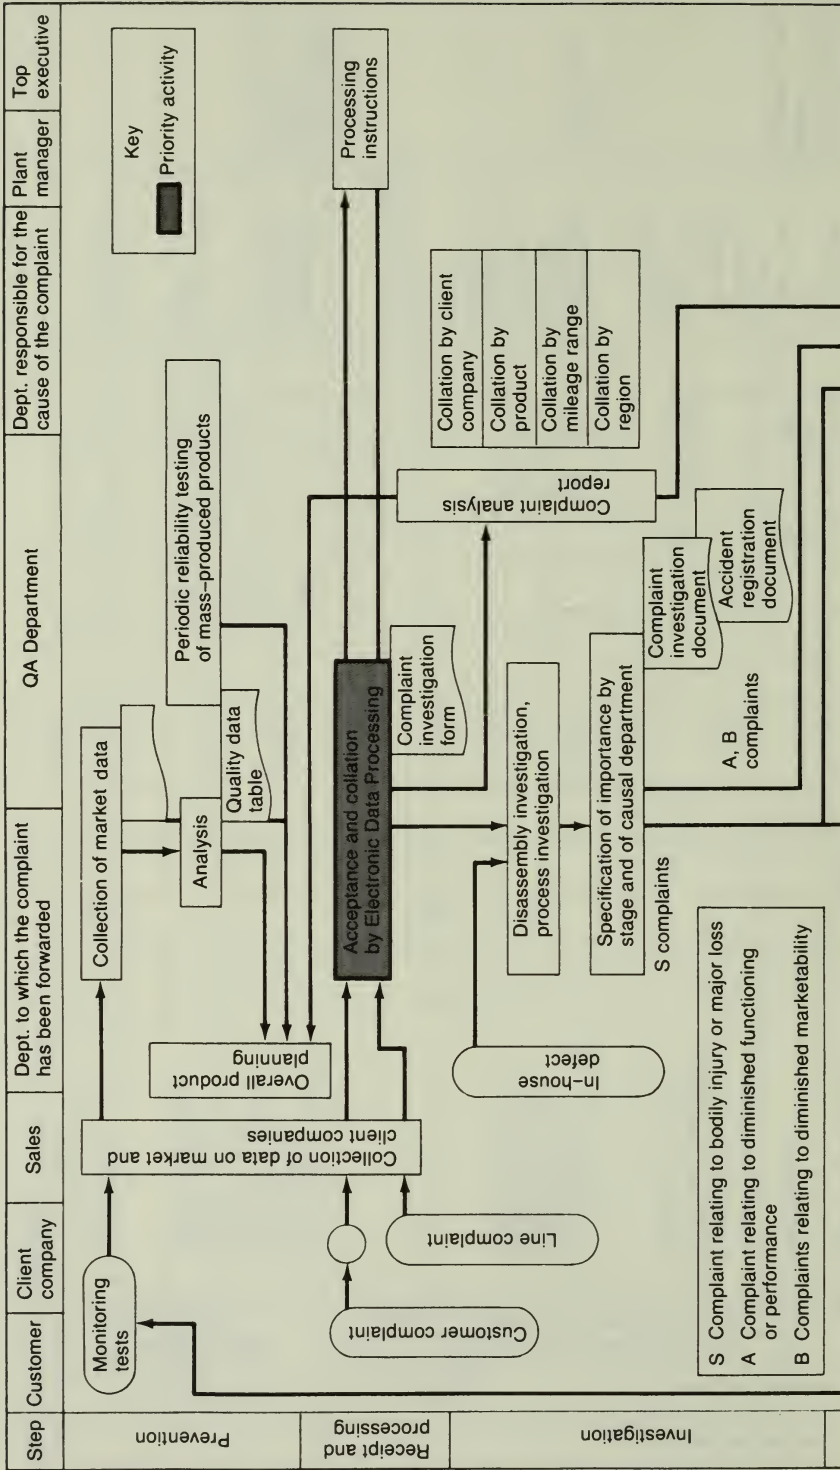 Step
Customer
Client
company
Sales
Dept. to which the complaint
has been forwarded
QA Department
Dept. responsible for the
cause of the complaint
Plant
manager
Top
executive
Prevention
Monitoring
tests
Collection of data on market and
client companies
Collection of market data
Analysis
Quality data
table
Periodic reliability testing
of mass-produced products
Overall product
planning
Key
Priority activity
Receipt and
processing
Customer complaint
Line complaint
Acceptance and collation
by Electronic Data Processing
Complaint
investigation
form
Processing
instructions
Investigation
In-house
defect
Disassembly investigation,
process investigation
Complaint analysis
report
Collation by client
company
Collation by
product
Collation by
mileage range
Collation by
region
Specification of importance by
stage and of causal department
Complaint
investigation
document
Accident
registration
document
S complaints
A, B
complaints
S Complaint relating to bodily injury or major loss
A Complaint relating to diminished functioning
or performance
B Complaints relating to diminished marketability